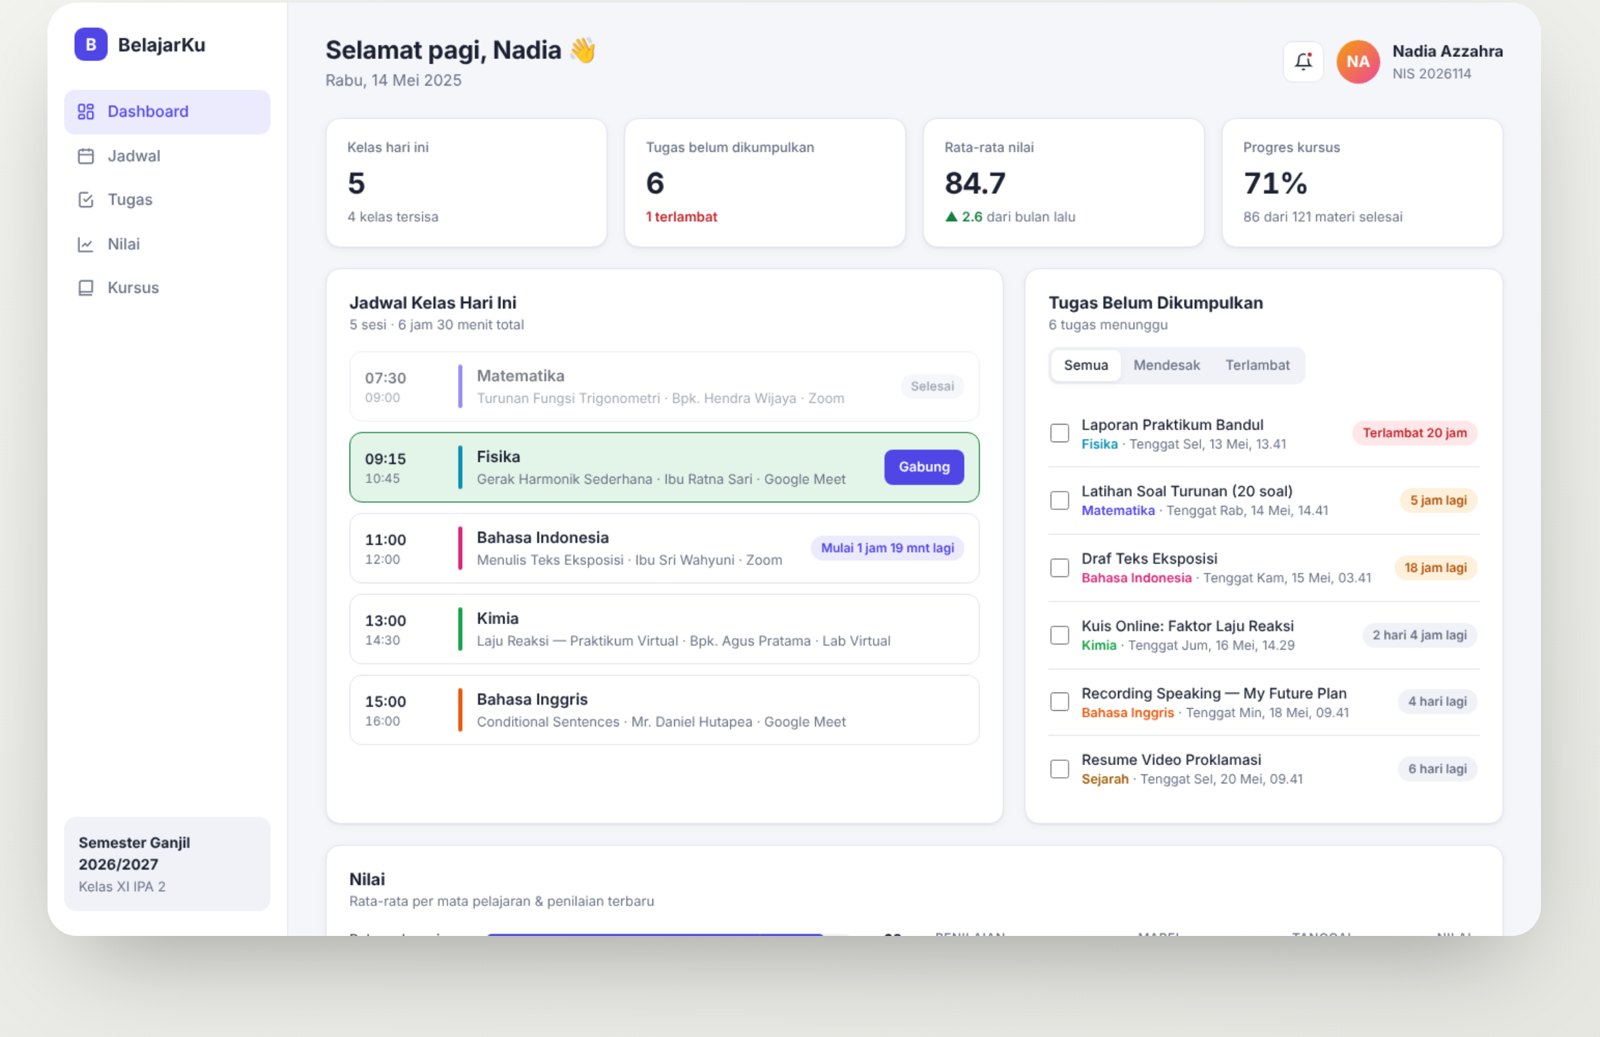 B BelajarKu
Dashboard
Jadwal
Tugas
Nilai
Kursus
Semester Ganjil
2026/2027
Kelas XI IPA 2
Selamat pagi, Nadia 👋
Rabu, 14 Mei 2025
NA
Nadia Azzahra
NIS 2026114
Kelas hari ini
5
4 kelas tersisa
Tugas belum dikumpulkan
6
1 terlambat
Rata-rata nilai
84.7
▲ 2.6 dari bulan lalu
Progres kursus
71%
86 dari 121 materi selesai
Jadwal Kelas Hari Ini
5 sesi · 6 jam 30 menit total
07:30
09:00
Matematika
Turunan Fungsi Trigonometri · Bpk. Hendra Wijaya · Zoom
Selesai
09:15
10:45
Fisika
Gerak Harmonik Sederhana · Ibu Ratna Sari · Google Meet
Gabung
11:00
12:00
Bahasa Indonesia
Menulis Teks Eksposisi · Ibu Sri Wahyuni · Zoom
Mulai 1 jam 19 mnt lagi
13:00
14:30
Kimia
Laju Reaksi — Praktikum Virtual · Bpk. Agus Pratama · Lab Virtual
15:00
16:00
Bahasa Inggris
Conditional Sentences · Mr. Daniel Hutapea · Google Meet
Tugas Belum Dikumpulkan
6 tugas menunggu
Semua Mendesak Terlambat
Laporan Praktikum Bandul
Fisika · Tenggat Sel, 13 Mei, 13.41
Terlambat 20 jam
Latihan Soal Turunan (20 soal)
Matematika · Tenggat Rab, 14 Mei, 14.41
5 jam lagi
Draf Teks Eksposisi
Bahasa Indonesia · Tenggat Kam, 15 Mei, 03.41
18 jam lagi
Kuis Online: Faktor Laju Reaksi
Kimia · Tenggat Jum, 16 Mei, 14.29
2 hari 4 jam lagi
Recording Speaking — My Future Plan
Bahasa Inggris · Tenggat Min, 18 Mei, 09.41
4 hari lagi
Resume Video Proklamasi
Sejarah · Tenggat Sel, 20 Mei, 09.41
6 hari lagi
Nilai
Rata-rata per mata pelajaran & penilaian terbaru
PENILAIAN MAPEL TANGGAL NILAI